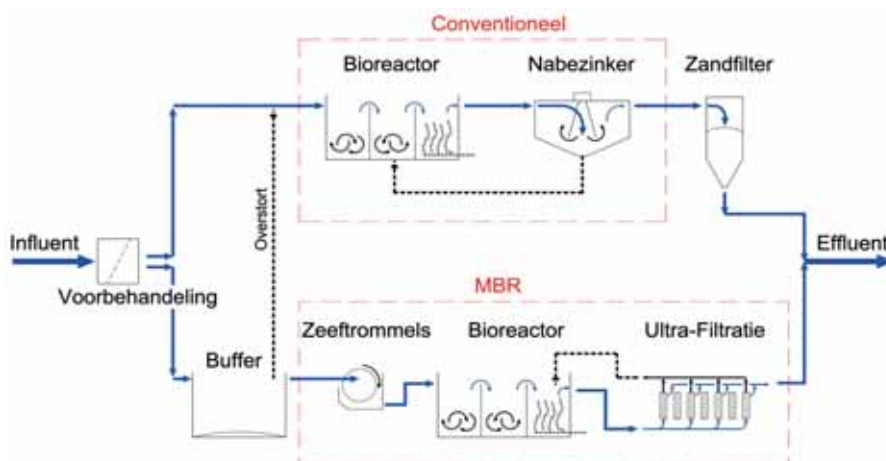 Conventioneel
Bioreactor
Nabezinker
Zandfilter
Overstort
Influent
Voorbehandeling
Effluent
MBR
Zeeftrommels
Bioreactor
Ultra-Filtratie
Buffer